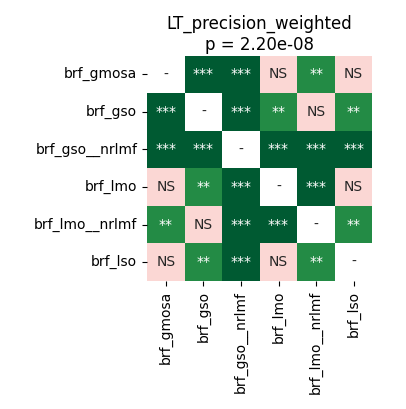 LT_precision_weighted
p = 2.20e-08
brf_gmosa - *** *** NS ** NS
brf_gso *** - *** ** NS **
brf_gso__nrlmf *** *** - *** *** ***
brf_lmo NS ** *** - *** NS
brf_lmo__nrlmf ** NS *** *** - **
brf_lso NS ** *** NS ** -
brf_gmosa
brf_gso
brf_gso__nrlmf
brf_lmo
brf_lmo__nrlmf
brf_lso